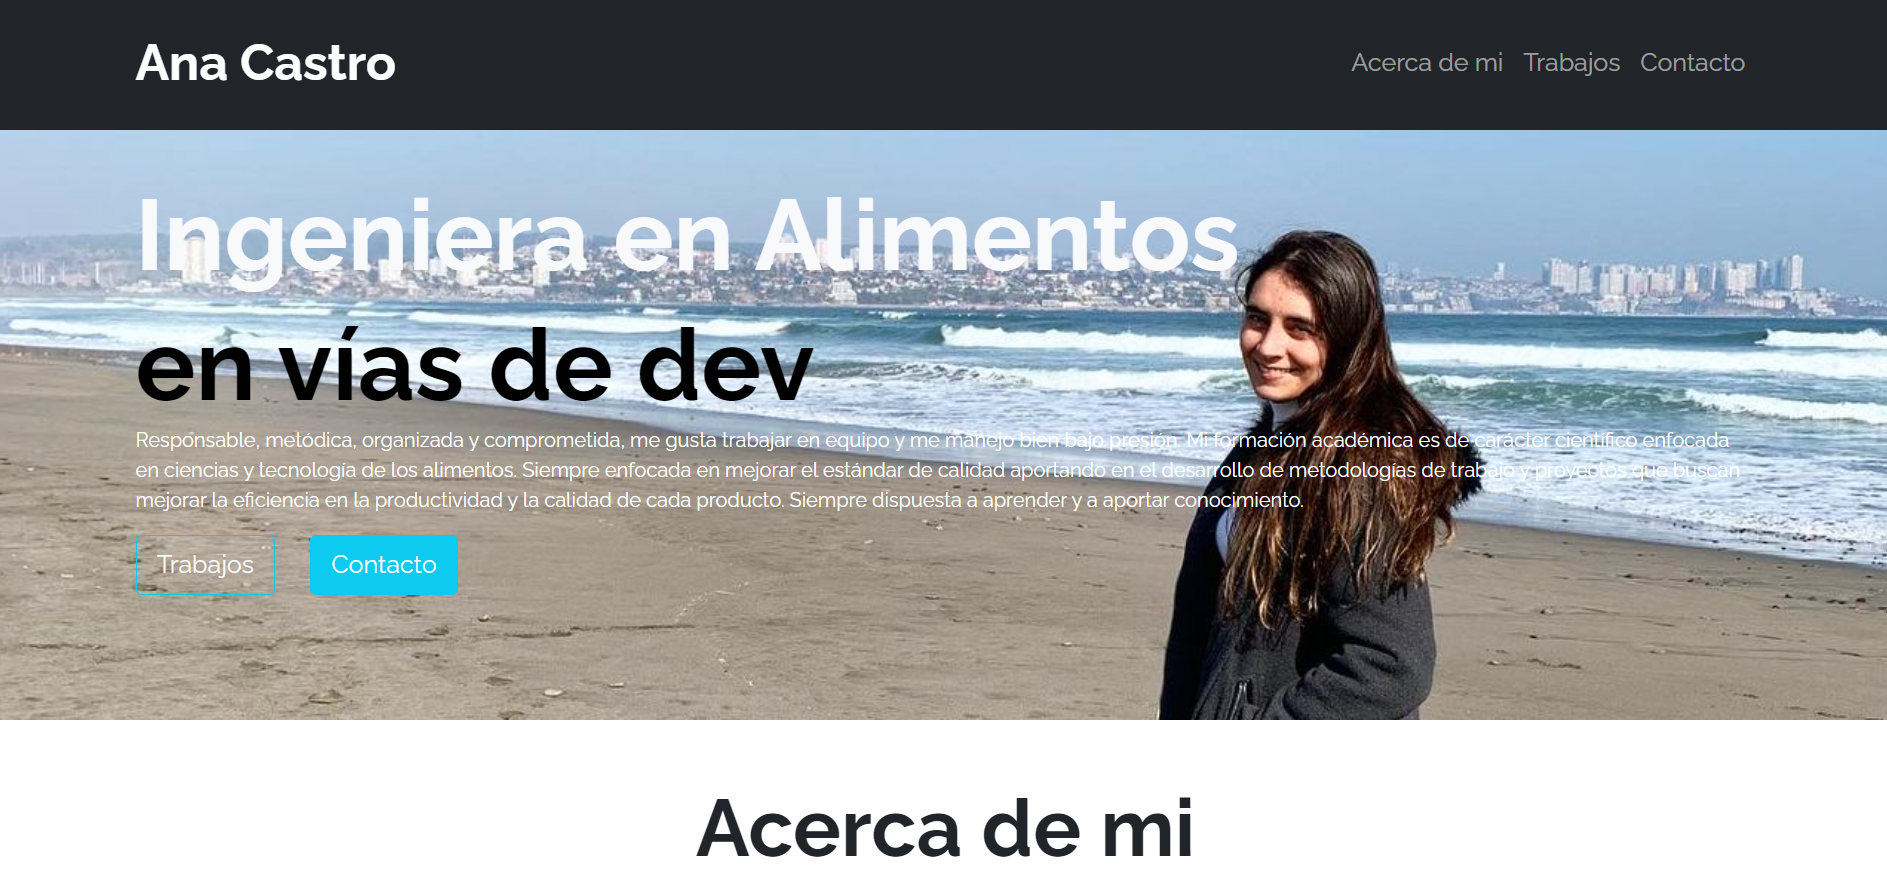 Ana Castro
Acerca de mi Trabajos Contacto
Ingeniera en Alimentos
en vías de dev
Responsable, metódica, organizada y comprometida, me gusta trabajar en equipo y me manejo bien bajo presión. Mi formación académica es de carácter científico enfocada
en ciencias y tecnología de los alimentos. Siempre enfocada en mejorar el estándar de calidad aportando en el desarrollo de metodologías de trabajo y proyectos que buscan
mejorar la eficiencia en la productividad y la calidad de cada producto. Siempre dispuesta a aprender y a aportar conocimiento.
Trabajos Contacto
Acerca de mi